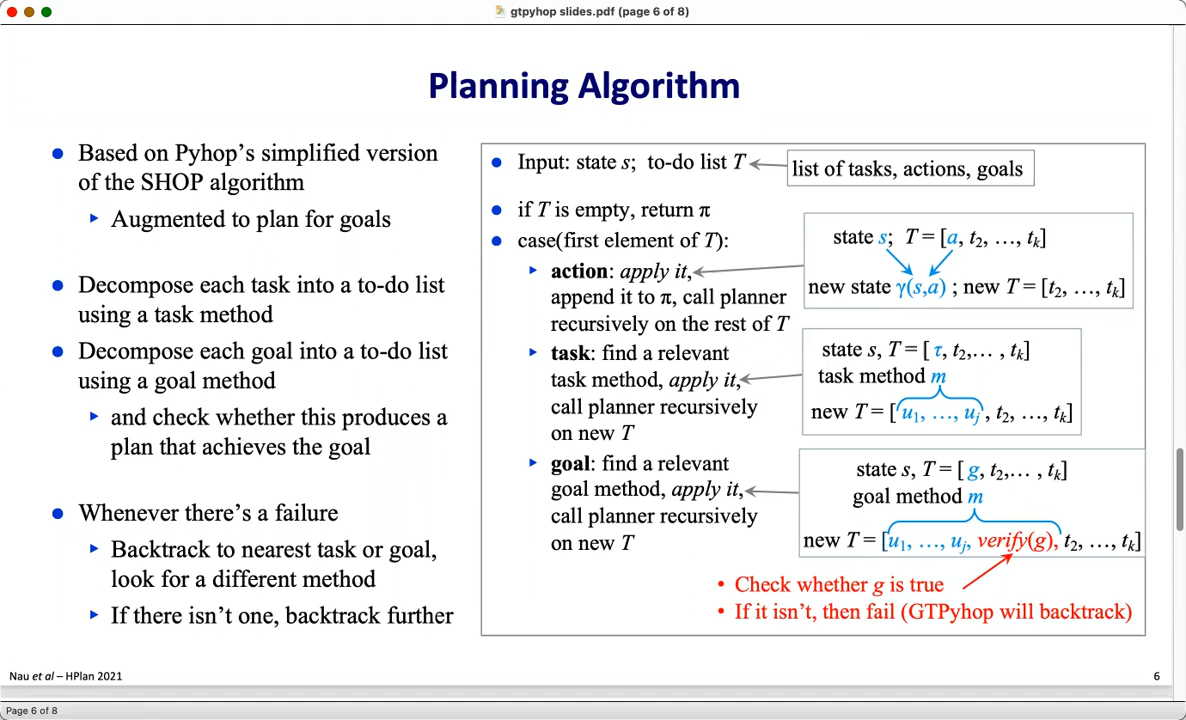 gtpyhop slides.pdf (page 6 of 8)
Planning Algorithm
● Based on Pyhop’s simplified version
of the SHOP algorithm
▸ Augmented to plan for goals
● Decompose each task into a to-do list
using a task method
● Decompose each goal into a to-do list
using a goal method
▸ and check whether this produces a
plan that achieves the goal
● Whenever there’s a failure
▸ Backtrack to nearest task or goal,
look for a different method
▸ If there isn’t one, backtrack further
● Input: state s; to-do list T
list of tasks, actions, goals
● if T is empty, return π
● case(first element of T):
▸ action: apply it,
append it to π, call planner
recursively on the rest of T
▸ task: find a relevant
task method, apply it,
call planner recursively
on new T
▸ goal: find a relevant
goal method, apply it,
call planner recursively
on new T
state s; T = [a, t₂, …, tₖ]
new state γ(s,a) ; new T = [t₂, …, tₖ]
state s, T = [ τ, t₂,… , tₖ]
task method m
new T = [u₁, …, uⱼ, t₂, …, tₖ]
state s, T = [ g, t₂,… , tₖ]
goal method m
new T = [u₁, …, uⱼ, verify(g), t₂, …, tₖ]
• Check whether g is true
• If it isn’t, then fail (GTPyhop will backtrack)
Nau et al – HPlan 2021
6
Page 6 of 8